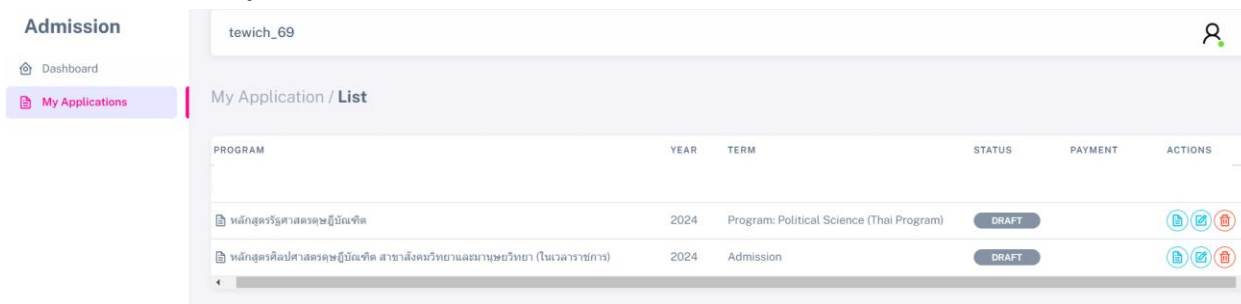 Admission
tewich_69
Dashboard
My Applications
My Application / List
PROGRAM YEAR TERM STATUS PAYMENT ACTIONS
หลักสูตรรัฐศาสตรดุษฎีบัณฑิต 2024 Program: Political Science (Thai Program) DRAFT
หลักสูตรศิลปศาสตรดุษฎีบัณฑิต สาขาสังคมวิทยาและมานุษยวิทยา (ในเวลาราชการ) 2024 Admission DRAFT